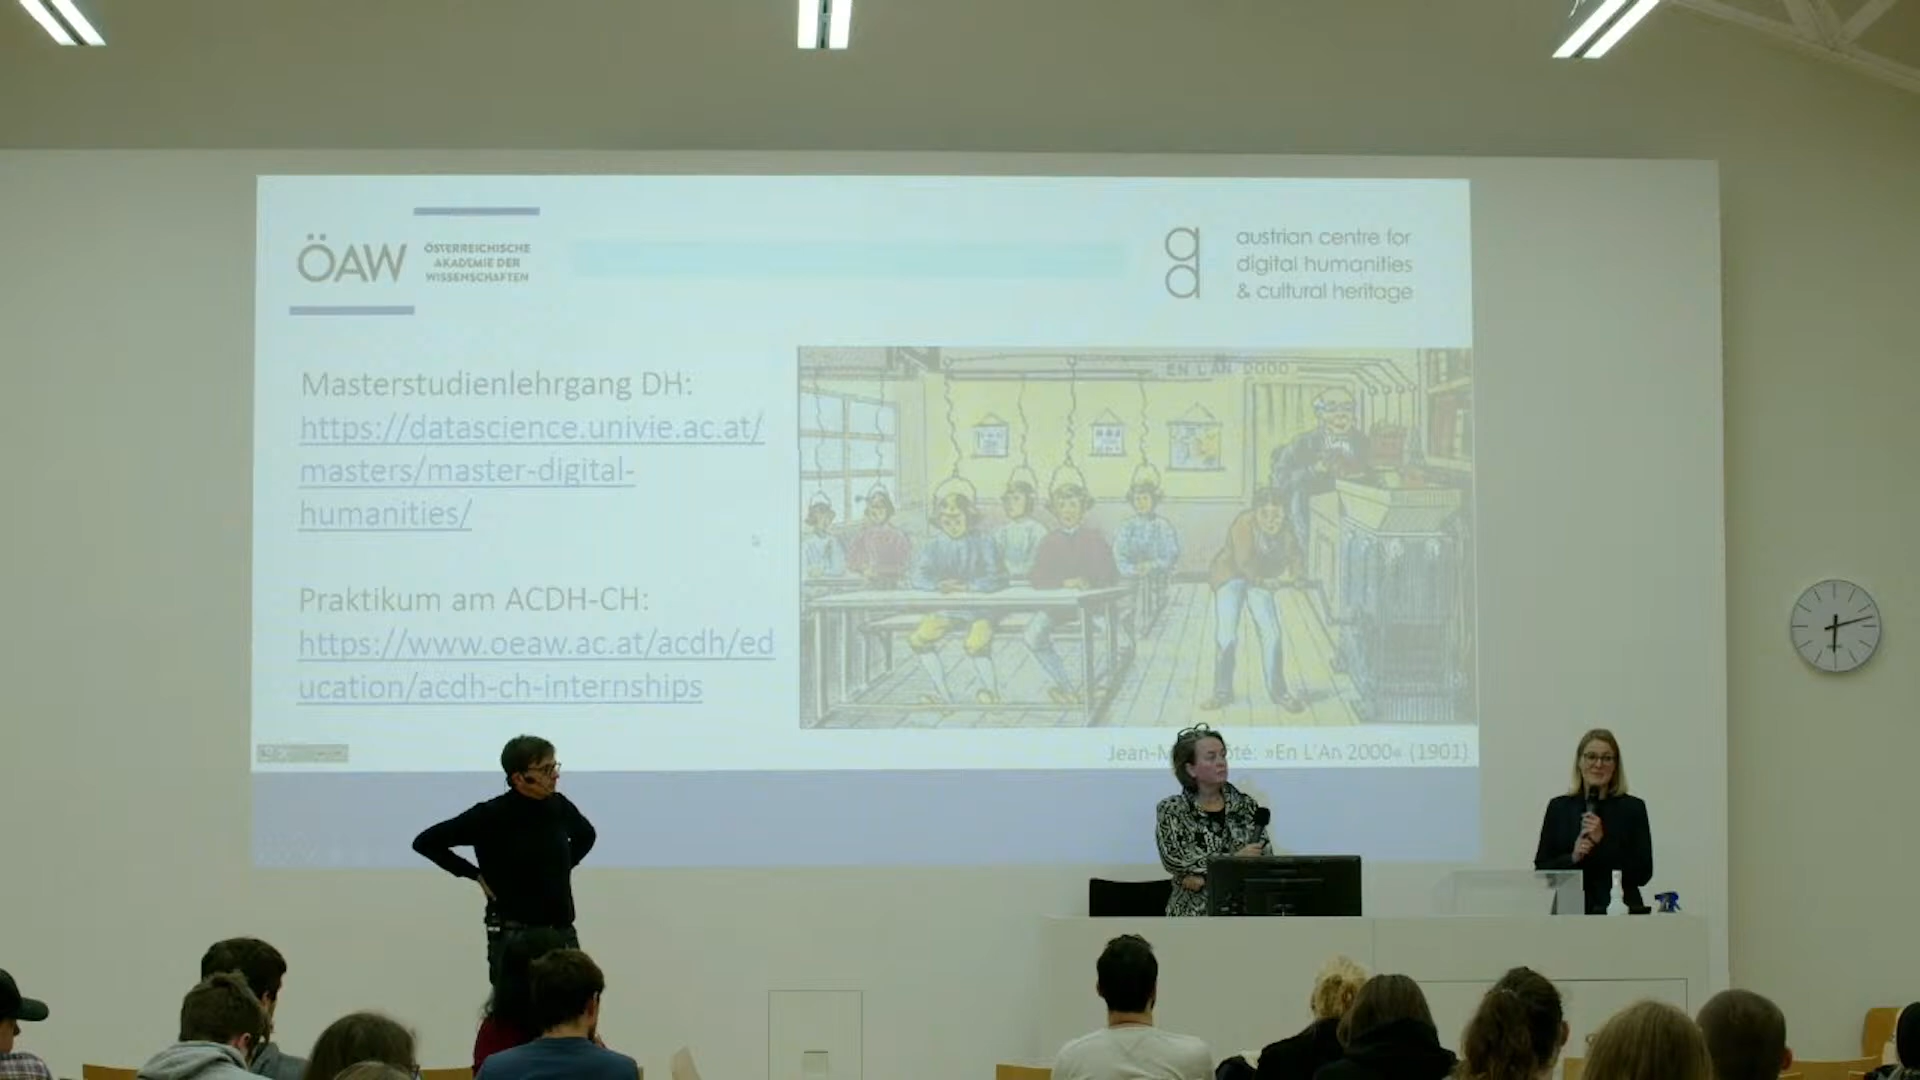 ÖAW
ÖSTERREICHISCHE
AKADEMIE DER
WISSENSCHAFTEN
austrian centre for
digital humanities
& cultural heritage
Masterstudienlehrgang DH:
https://datascience.univie.ac.at/
masters/master-digital-
humanities/
Praktikum am ACDH-CH:
https://www.oeaw.ac.at/acdh/ed
ucation/acdh-ch-internships
EN L'AN 2000
Jean-M ôté: »En L'An 2000« (1901)